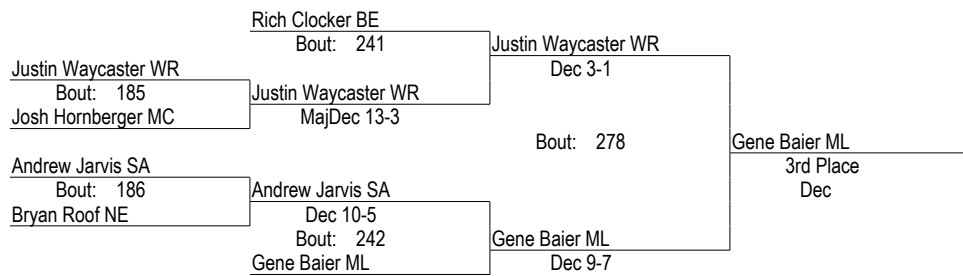 Rich Clocker BE
Bout: 241
Justin Waycaster WR
Dec 3-1
Justin Waycaster WR
Bout: 185
Justin Waycaster WR
Josh Hornberger MC
MajDec 13-3
Bout: 278
Gene Baier ML
3rd Place
Dec
Andrew Jarvis SA
Bout: 186
Andrew Jarvis SA
Bryan Roof NE
Dec 10-5
Bout: 242
Gene Baier ML
Gene Baier ML
Dec 9-7